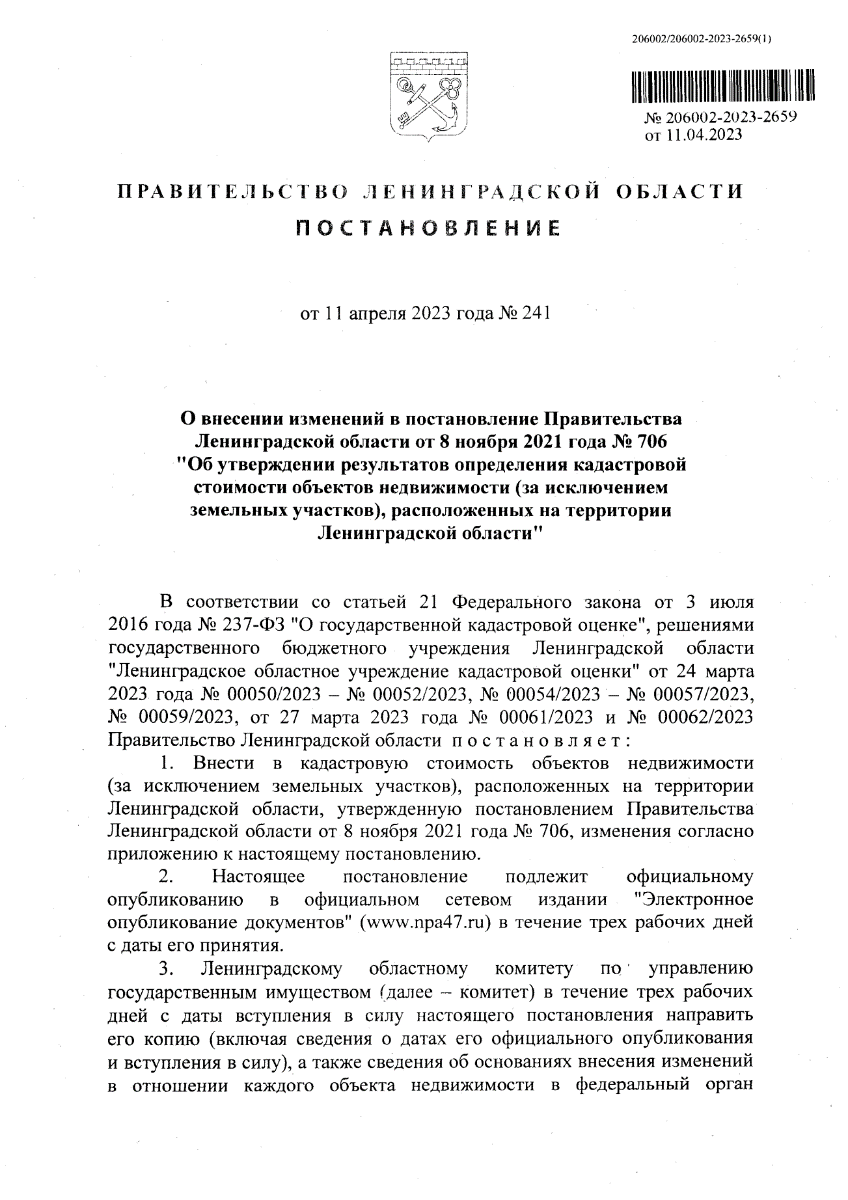 206002/206002-2023-2659(1)
№ 206002-2023-2659
от 11.04.2023
ПРАВИТЕЛЬСТВО ЛЕНИНГРАДСКОЙ ОБЛАСТИ
ПОСТАНОВЛЕНИЕ
от 11 апреля 2023 года № 241
О внесении изменений в постановление Правительства
Ленинградской области от 8 ноября 2021 года № 706
"Об утверждении результатов определения кадастровой
стоимости объектов недвижимости (за исключением
земельных участков), расположенных на территории
Ленинградской области"
В соответствии со статьей 21 Федерального закона от 3 июля
2016 года № 237-ФЗ "О государственной кадастровой оценке", решениями
государственного бюджетного учреждения Ленинградской области
"Ленинградское областное учреждение кадастровой оценки" от 24 марта
2023 года № 00050/2023 – № 00052/2023, № 00054/2023 – № 00057/2023,
№ 00059/2023, от 27 марта 2023 года № 00061/2023 и № 00062/2023
Правительство Ленинградской области п о с т а н о в л я е т :
1. Внести в кадастровую стоимость объектов недвижимости
(за исключением земельных участков), расположенных на территории
Ленинградской области, утвержденную постановлением Правительства
Ленинградской области от 8 ноября 2021 года № 706, изменения согласно
приложению к настоящему постановлению.
2. Настоящее постановление подлежит официальному
опубликованию в официальном сетевом издании "Электронное
опубликование документов" (www.npa47.ru) в течение трех рабочих дней
с даты его принятия.
3. Ленинградскому областному комитету по управлению
государственным имуществом (далее – комитет) в течение трех рабочих
дней с даты вступления в силу настоящего постановления направить
его копию (включая сведения о датах его официального опубликования
и вступления в силу), а также сведения об основаниях внесения изменений
в отношении каждого объекта недвижимости в федеральный орган